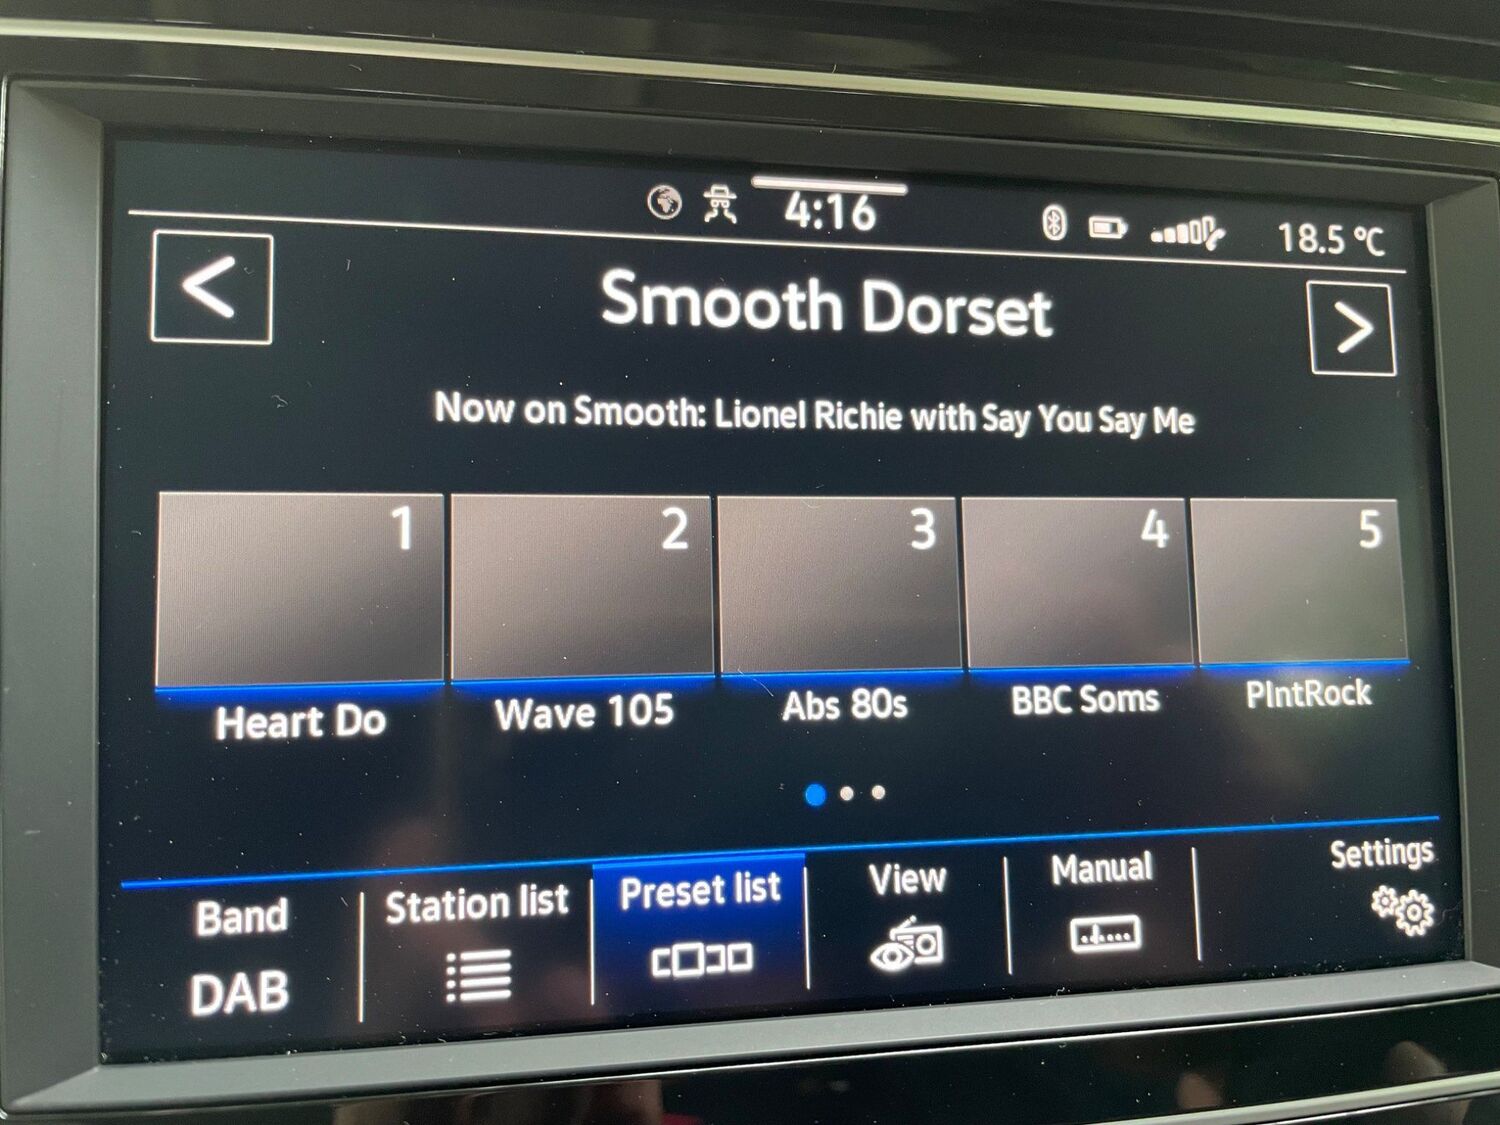 4:16
18.5 °C
<
Smooth Dorset
>
Now on Smooth: Lionel Richie with Say You Say Me
1
2
3
4
5
Heart Do
Wave 105
Abs 80s
BBC Soms
PlntRock
Band
DAB
Station list
Preset list
View
Manual
Settings